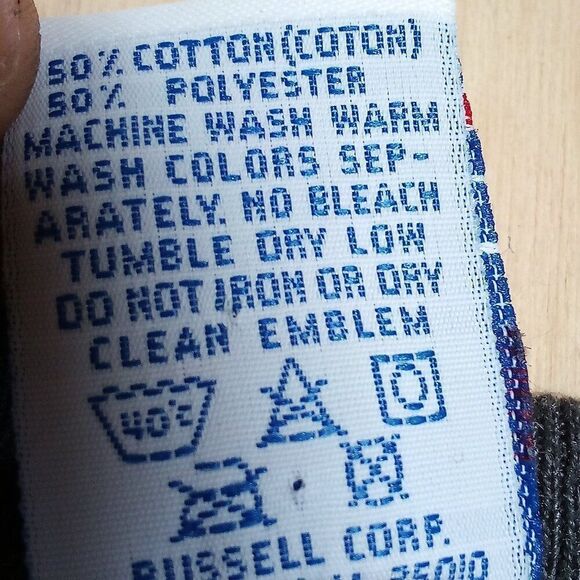 50% COTTON (COTON)
50% POLYESTER
MACHINE WASH WARM
WASH COLORS SEP-
ARATELY. NO BLEACH
TUMBLE DRY LOW
DO NOT IRON OR DRY
CLEAN EMBLEM
40°C
RUSSELL CORP.